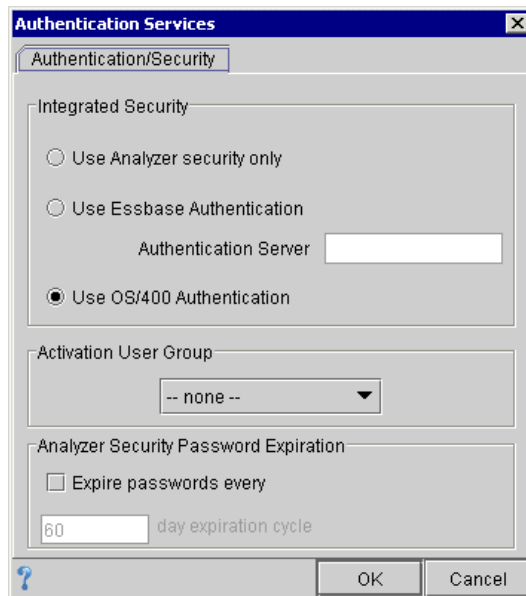 Authentication Services
Authentication/Security
Integrated Security
Use Analyzer security only
Use Essbase Authentication
Authentication Server
Use OS/400 Authentication
Activation User Group
-- none --
Analyzer Security Password Expiration
Expire passwords every
60 day expiration cycle
? OK Cancel